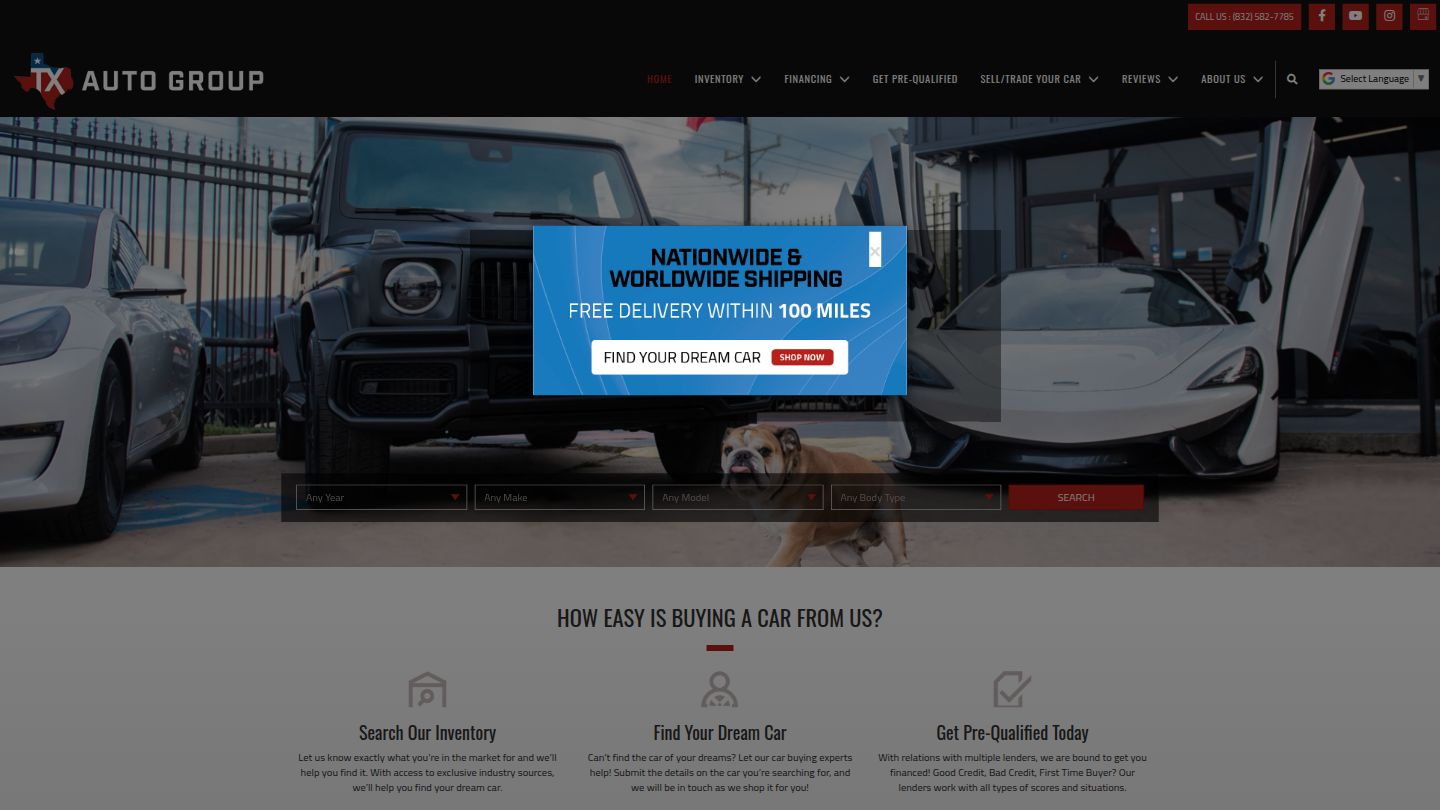 CALL US : (832) 582-7785
TX AUTO GROUP
HOME INVENTORY FINANCING GET PRE-QUALIFIED SELL/TRADE YOUR CAR REVIEWS ABOUT US Select Language
NATIONWIDE &
WORLDWIDE SHIPPING
FREE DELIVERY WITHIN 100 MILES
FIND YOUR DREAM CAR SHOP NOW
Any Year Any Make Any Model Any Body Type SEARCH
HOW EASY IS BUYING A CAR FROM US?
Search Our Inventory
Let us know exactly what you're in the market for and we'll
help you find it. With access to exclusive industry sources,
we'll help you find your dream car.
Find Your Dream Car
Can't find the car of your dreams? Let our car buying experts
help! Submit the details on the car you're searching for, and
we will be in touch as we shop it for you!
Get Pre-Qualified Today
With relations with multiple lenders, we are bound to get you
financed! Good Credit, Bad Credit, First Time Buyer? Our
lenders work with all types of scores and situations.